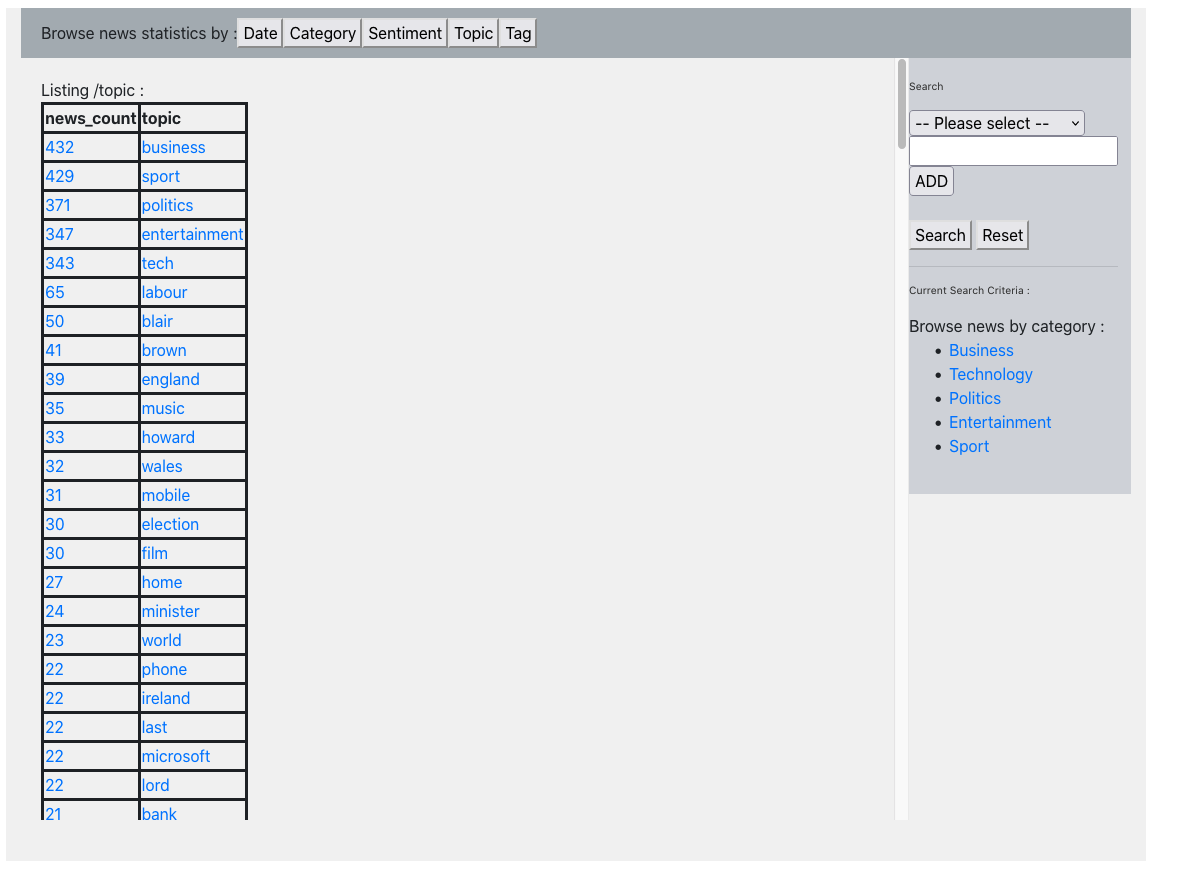 Browse news statistics by : Date Category Sentiment Topic Tag
Listing /topic :
news_count topic
432 business
429 sport
371 politics
347 entertainment
343 tech
65 labour
50 blair
41 brown
39 england
35 music
33 howard
32 wales
31 mobile
30 election
30 film
27 home
24 minister
23 world
22 phone
22 ireland
22 last
22 microsoft
22 lord
21 bank
Search
-- Please select --
ADD
Search Reset
Current Search Criteria :
Browse news by category :
• Business
• Technology
• Politics
• Entertainment
• Sport